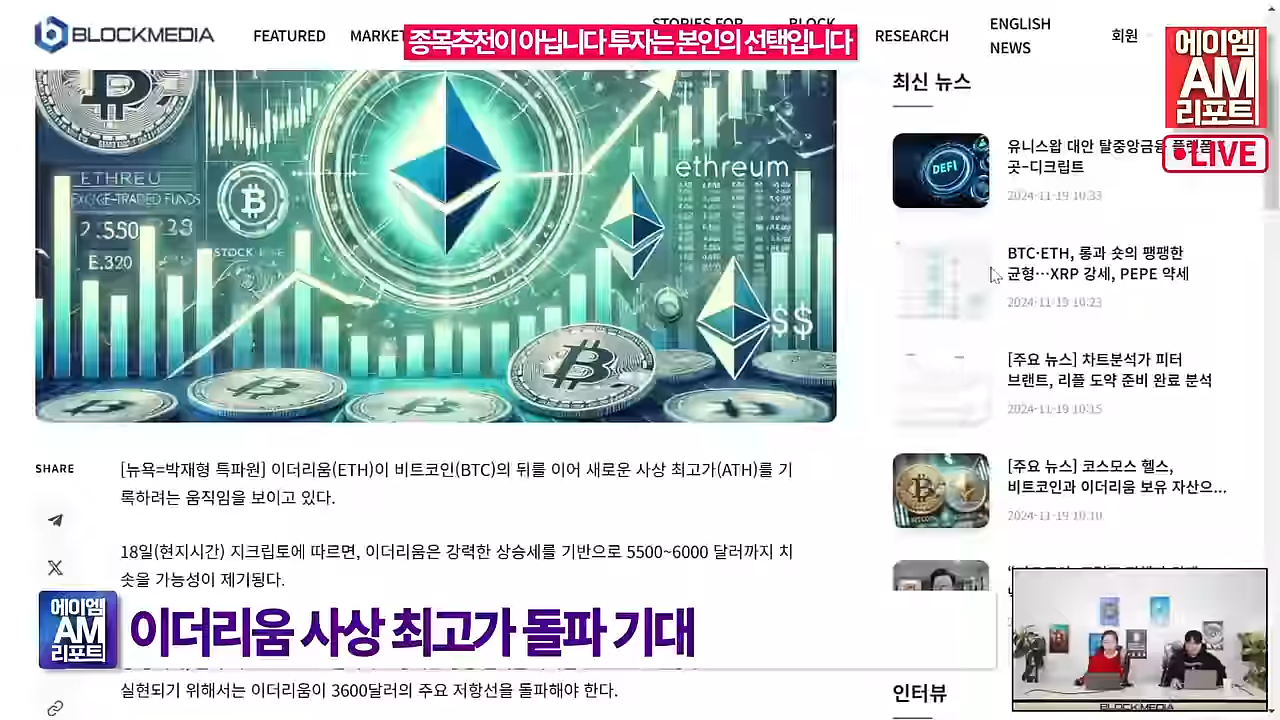 BLOCKMEDIA
FEATURED
MARKET
STORIES FOR
BLOCK
RESEARCH
ENGLISH
NEWS
회원
종목추천이 아닙니다 투자는 본인의 선택입니다
에이엠
AM
리포트
LIVE
ETHREU
2.550
E.320
STOCK
ethreum
$$
최신 뉴스
DEFI
유니스왑 대안 탈중앙금융
곳-디크립트
2024-11-19 10:33
BTC·ETH, 롱과 숏의 팽팽한
균형…XRP 강세, PEPE 약세
2024-11-19 10:23
[주요 뉴스] 차트분석가 피터
브랜트, 리플 도약 준비 완료 분석
2024-11-19 10:15
[주요 뉴스] 코스모스 헬스,
비트코인과 이더리움 보유 자산으...
2024-11-19 10:10
SHARE
[뉴욕=박재형 특파원] 이더리움(ETH)이 비트코인(BTC)의 뒤를 이어 새로운 사상 최고가(ATH)를 기
록하려는 움직임을 보이고 있다.
18일(현지시간) 지크립토에 따르면, 이더리움은 강력한 상승세를 기반으로 5500~6000 달러까지 치
솟을 가능성이 제기됐다.
에이엠
AM
리포트
이더리움 사상 최고가 돌파 기대
실현되기 위해서는 이더리움이 3600달러의 주요 저항선을 돌파해야 한다.
인터뷰
BLOCKMEDIA